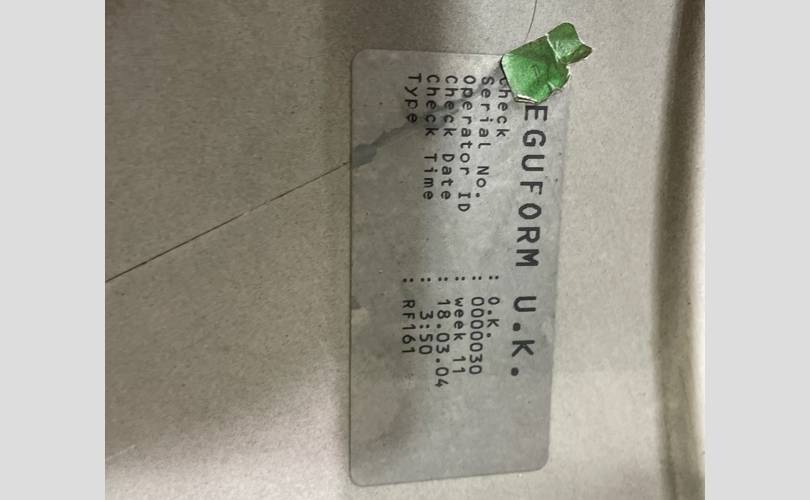 EGUFORM U.K.
Check : O.K.
Serial No. : 0000030
Operator ID : week 11
Check Date : 18.03.04
Check Time : 3:50
Type : RF161